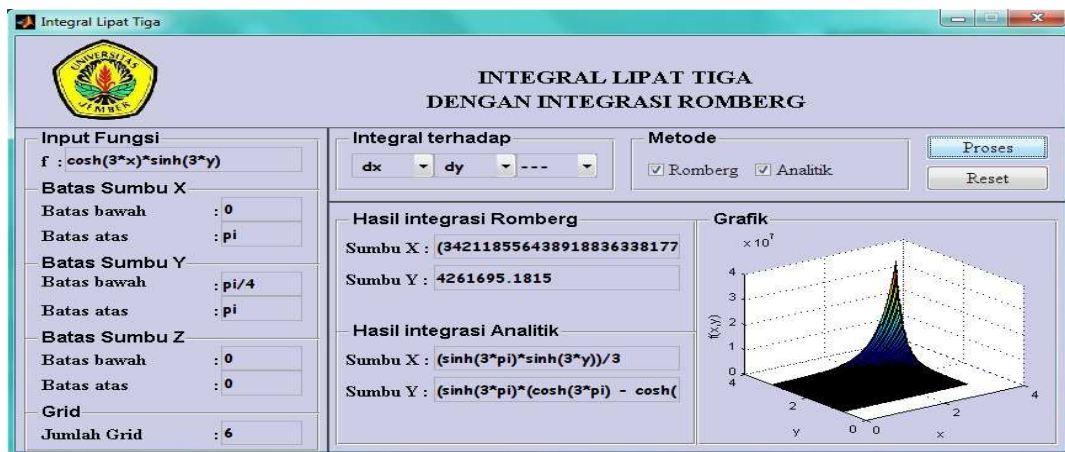 Integral Lipat Tiga
UNIVERSITAS
JEMBER
INTEGRAL LIPAT TIGA
DENGAN INTEGRASI ROMBERG
Input Fungsi
f : cosh(3*x)*sinh(3*y)
Batas Sumbu X
Batas bawah : 0
Batas atas : pi
Batas Sumbu Y
Batas bawah : pi/4
Batas atas : pi
Batas Sumbu Z
Batas bawah : 0
Batas atas : 0
Grid
Jumlah Grid : 6
Integral terhadap
dx dy ---
Metode
Romberg Analitik
Proses
Reset
Hasil integrasi Romberg
Sumbu X : (342118556438918836338177
Sumbu Y : 4261695.1815
Hasil integrasi Analitik
Sumbu X : (sinh(3*pi)*sinh(3*y))/3
Sumbu Y : (sinh(3*pi)*(cosh(3*pi) - cosh(
Grafik
x 10^7
4
3
2
1
0
f(x,y)
4
2
0
y
0
2
4
x